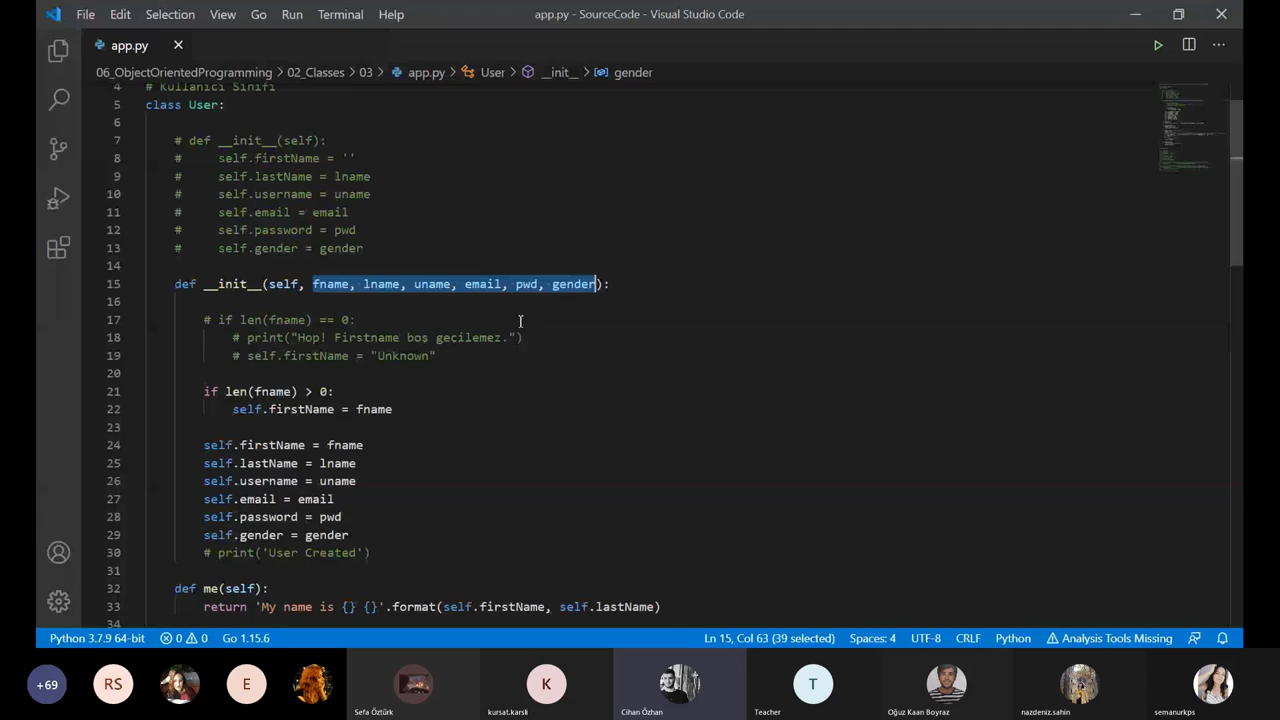 File Edit Selection View Go Run Terminal Help app.py - SourceCode - Visual Studio Code
app.py
06_ObjectOrientedProgramming 02_Classes 03 app.py User __init__ gender
4 # Kullanıcı Sınıfı
5 class User:
6
7 # def __init__(self):
8 # self.firstName = ''
9 # self.lastName = lname
10 # self.username = uname
11 # self.email = email
12 # self.password = pwd
13 # self.gender = gender
14
15 def __init__(self, fname, lname, uname, email, pwd, gender):
16
17 # if len(fname) == 0:
18 # print("Hop! Firstname boş geçilemez.")
19 # self.firstName = "Unknown"
20
21 if len(fname) > 0:
22 self.firstName = fname
23
24 self.firstName = fname
25 self.lastName = lname
26 self.username = uname
27 self.email = email
28 self.password = pwd
29 self.gender = gender
30 # print('User Created')
31
32 def me(self):
33 return 'My name is {} {}'.format(self.firstName, self.lastName)
34
Python 3.7.9 64-bit 0 0 Go 1.15.6 Ln 15, Col 63 (39 selected) Spaces: 4 UTF-8 CRLF Python Analysis Tools Missing
+69 RS E K T
Sefa Öztürk kursat.karsli Cihan Özhan Teacher Oğuz Kaan Boyraz nazdeniz.sahin semanurkps